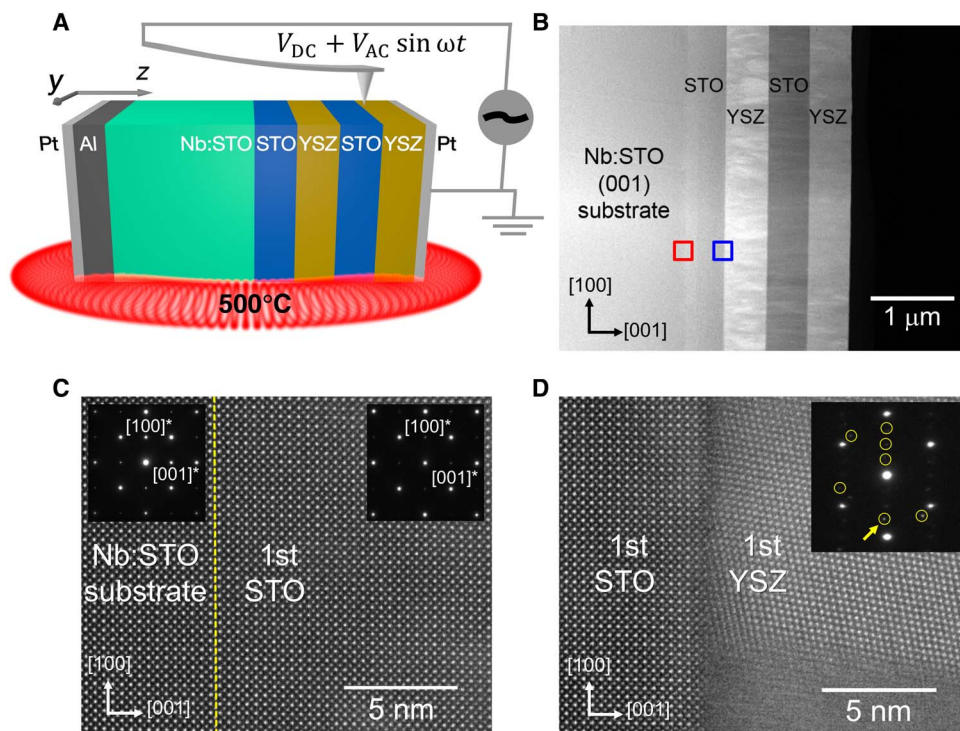 A
V_DC + V_AC sin ωt
y
z
Pt
Al
Nb:STO
STO
YSZ
STO
YSZ
Pt
500°C
B
STO
STO
YSZ
YSZ
Nb:STO
(001)
substrate
[100]
[001]
1 μm
C
[100]*
[001]*
[100]*
[001]*
Nb:STO
substrate
1st
STO
[100]
[001]
5 nm
D
1st
STO
1st
YSZ
[100]
[001]
5 nm